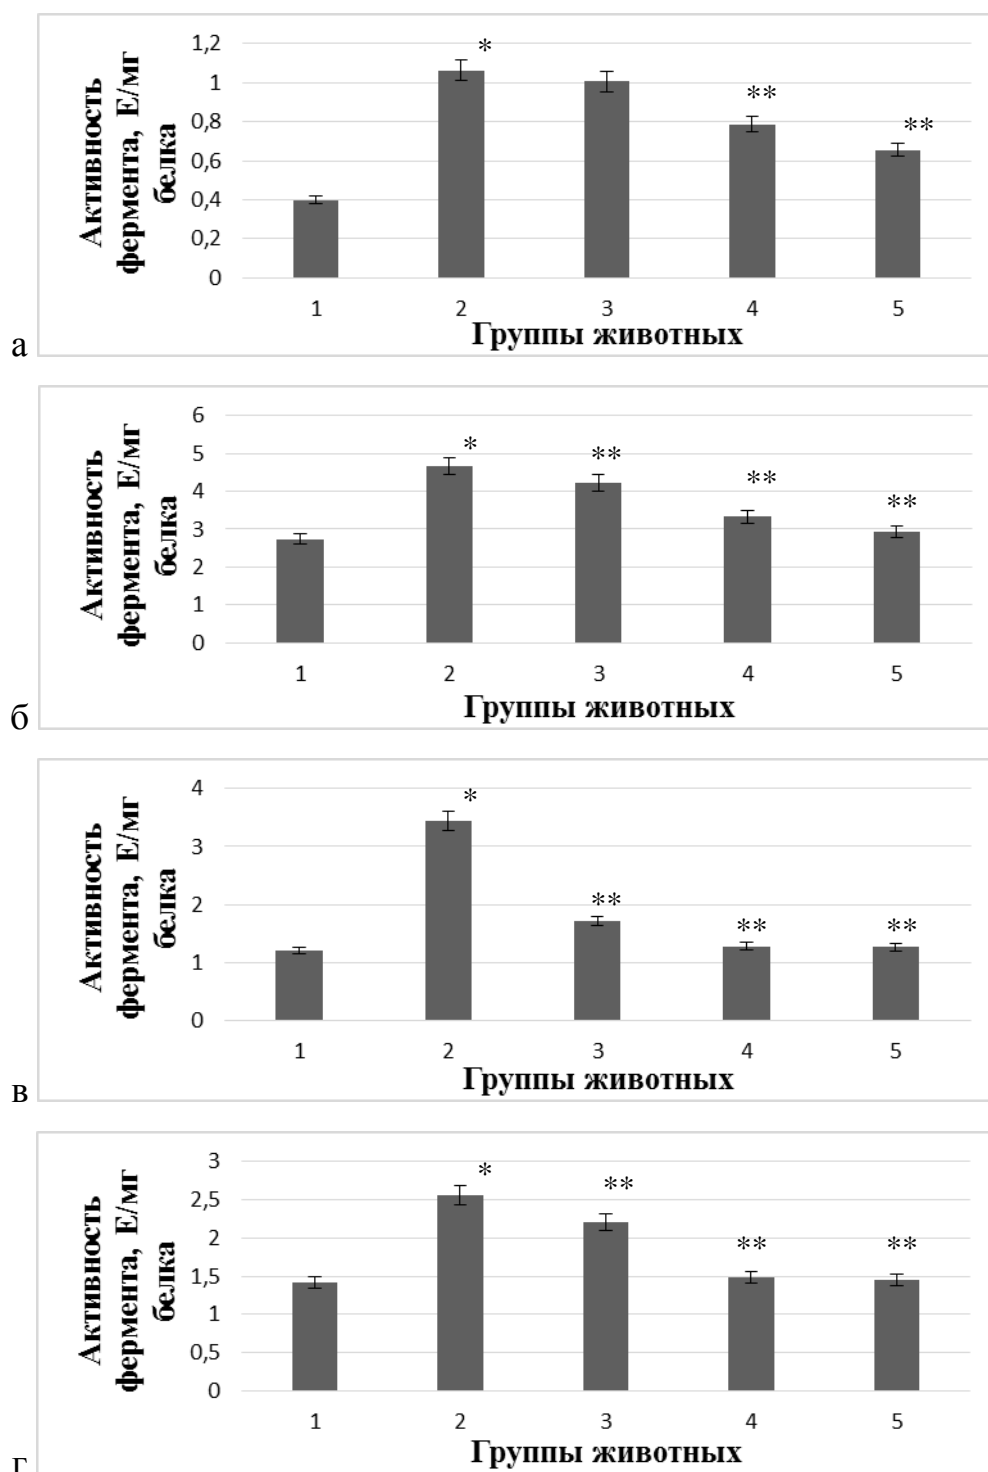 Активность
фермента, Е/мг
белка
1,2
1
0,8
0,6
0,4
0,2
0
*
**
**
1 2 3 4 5
Группы животных
а
Активность
фермента, Е/мг
белка
6
5
4
3
2
1
0
*
**
**
**
1 2 3 4 5
Группы животных
б
Активность
фермента, Е/мг
белка
4
3
2
1
0
*
**
**
**
1 2 3 4 5
Группы животных
в
Активность
фермента, Е/мг
белка
3
2,5
2
1,5
1
0,5
0
*
**
**
**
1 2 3 4 5
Группы животных
г